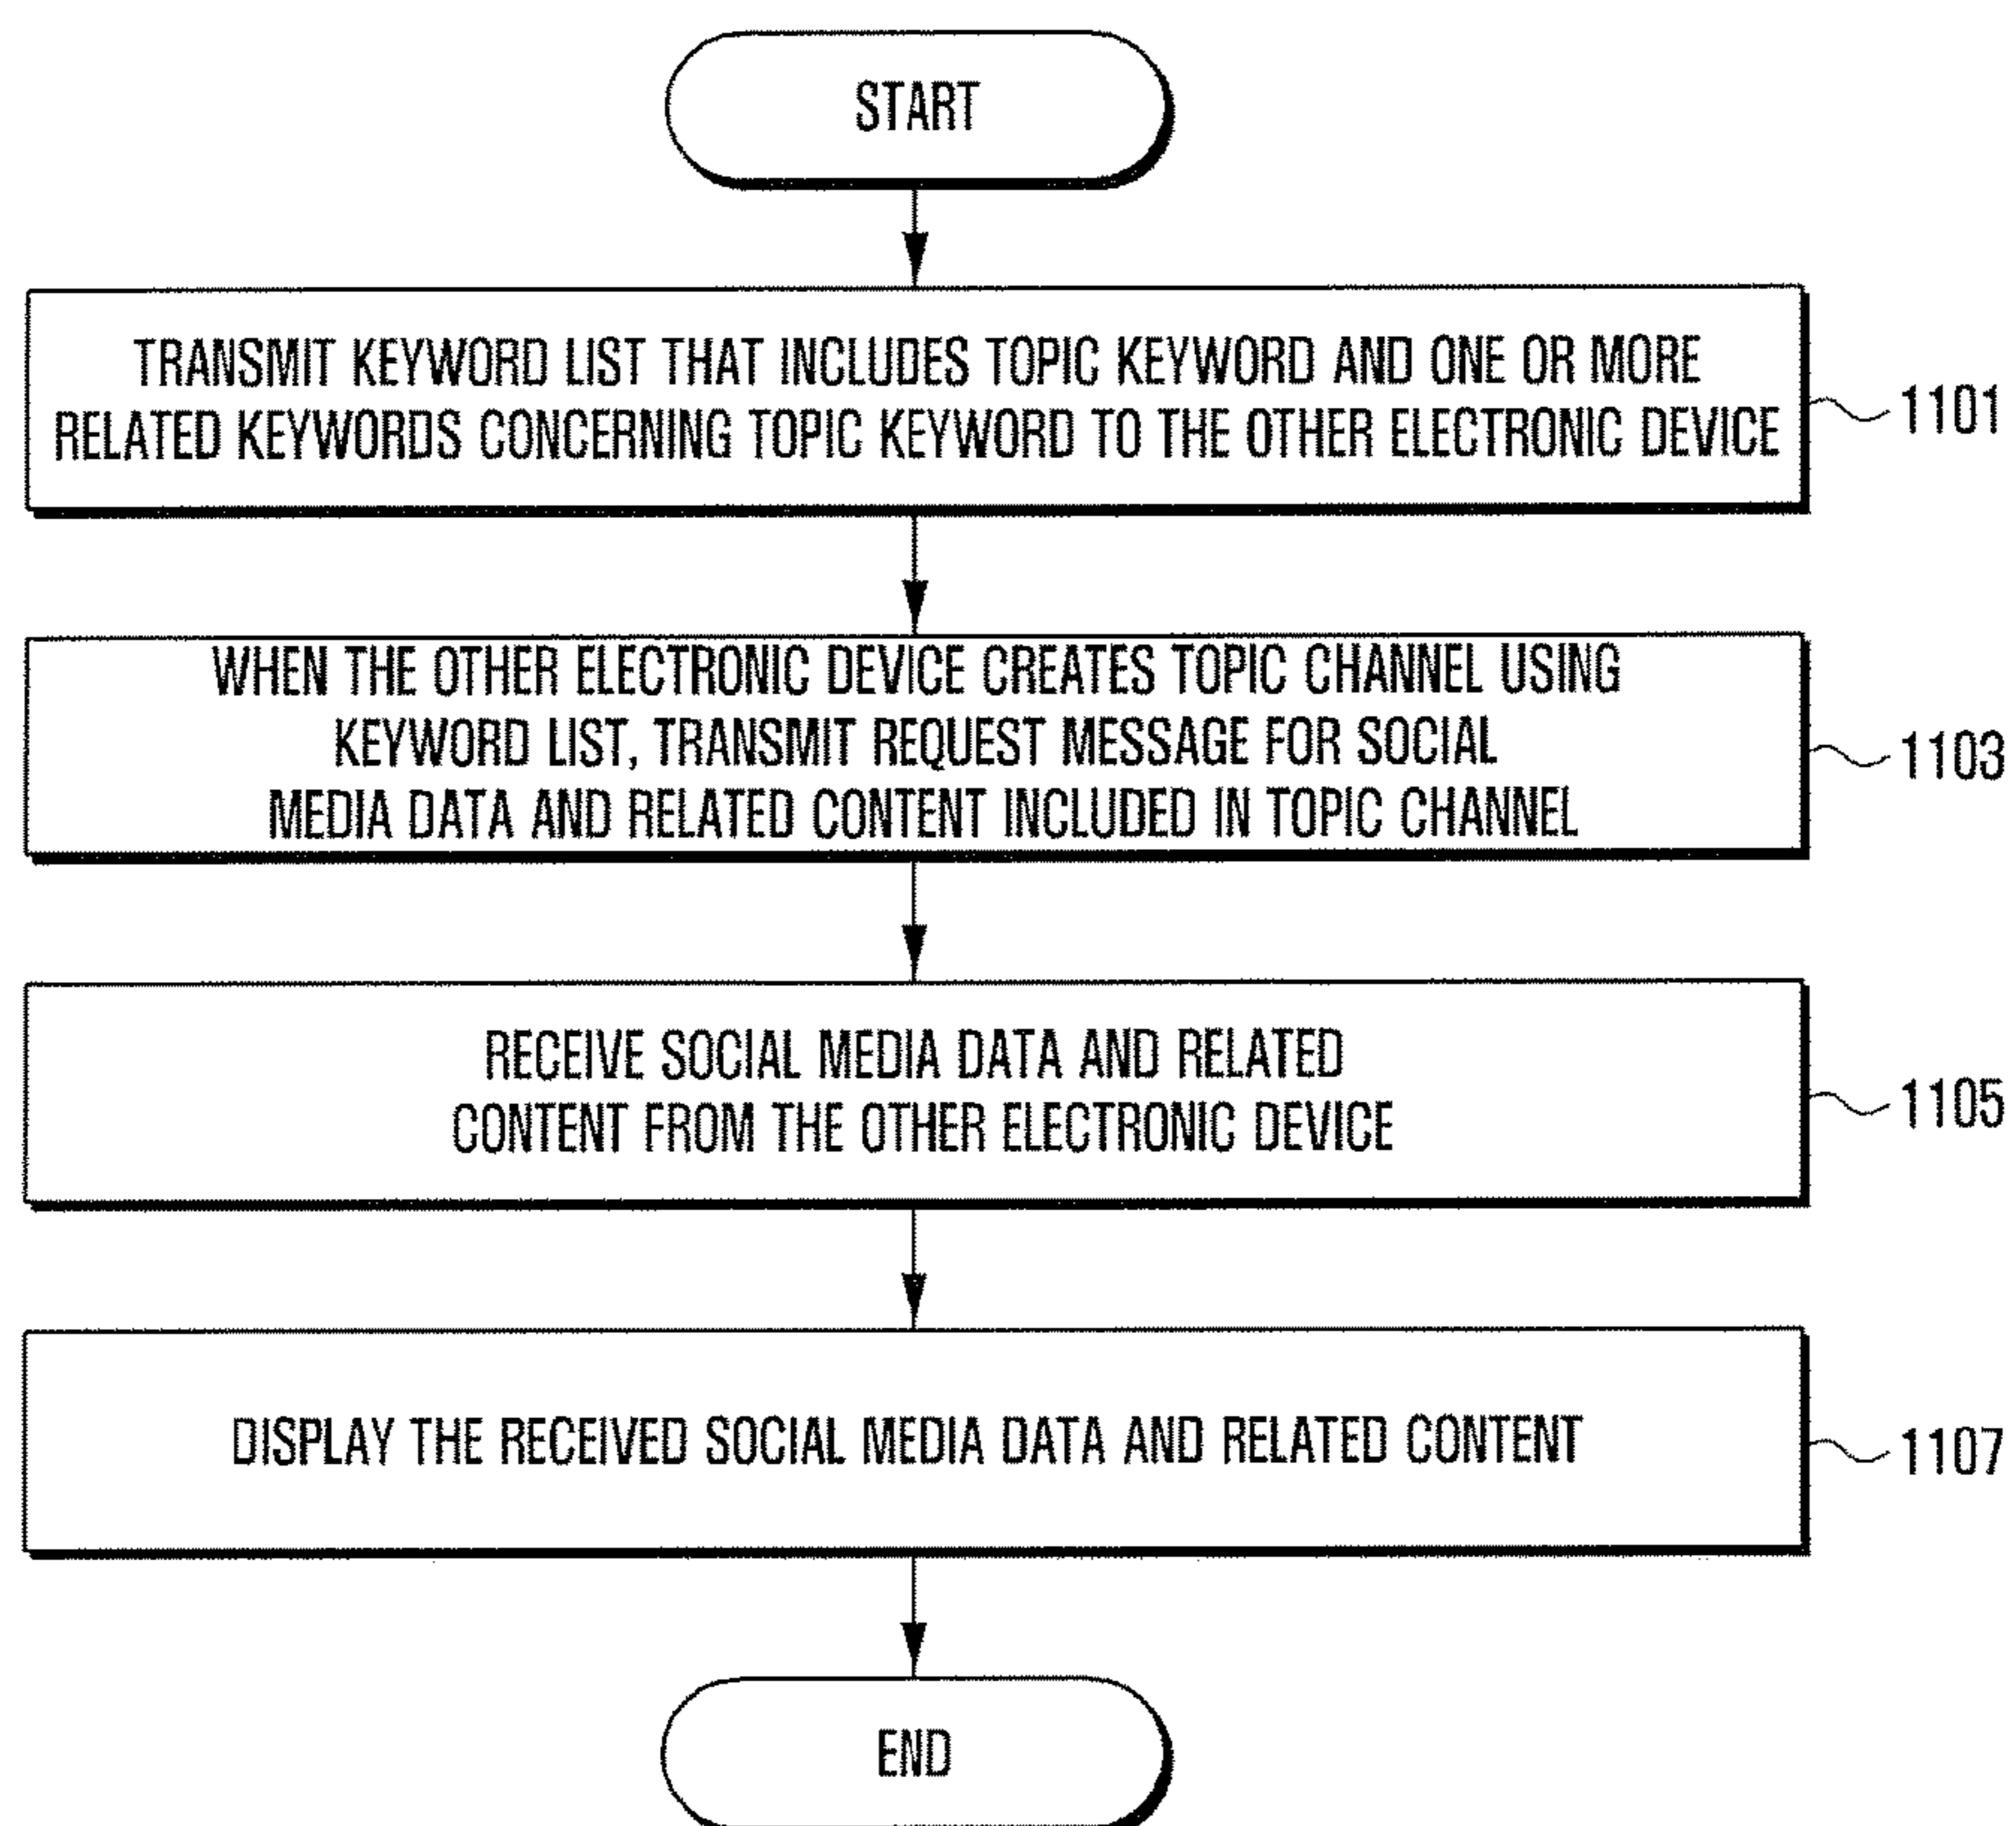 START
TRANSMIT KEYWORD LIST THAT INCLUDES TOPIC KEYWORD AND ONE OR MORE
RELATED KEYWORDS CONCERNING TOPIC KEYWORD TO THE OTHER ELECTRONIC DEVICE
1101
WHEN THE OTHER ELECTRONIC DEVICE CREATES TOPIC CHANNEL USING
KEYWORD LIST, TRANSMIT REQUEST MESSAGE FOR SOCIAL
MEDIA DATA AND RELATED CONTENT INCLUDED IN TOPIC CHANNEL
1103
RECEIVE SOCIAL MEDIA DATA AND RELATED
CONTENT FROM THE OTHER ELECTRONIC DEVICE
1105
DISPLAY THE RECEIVED SOCIAL MEDIA DATA AND RELATED CONTENT
1107
END